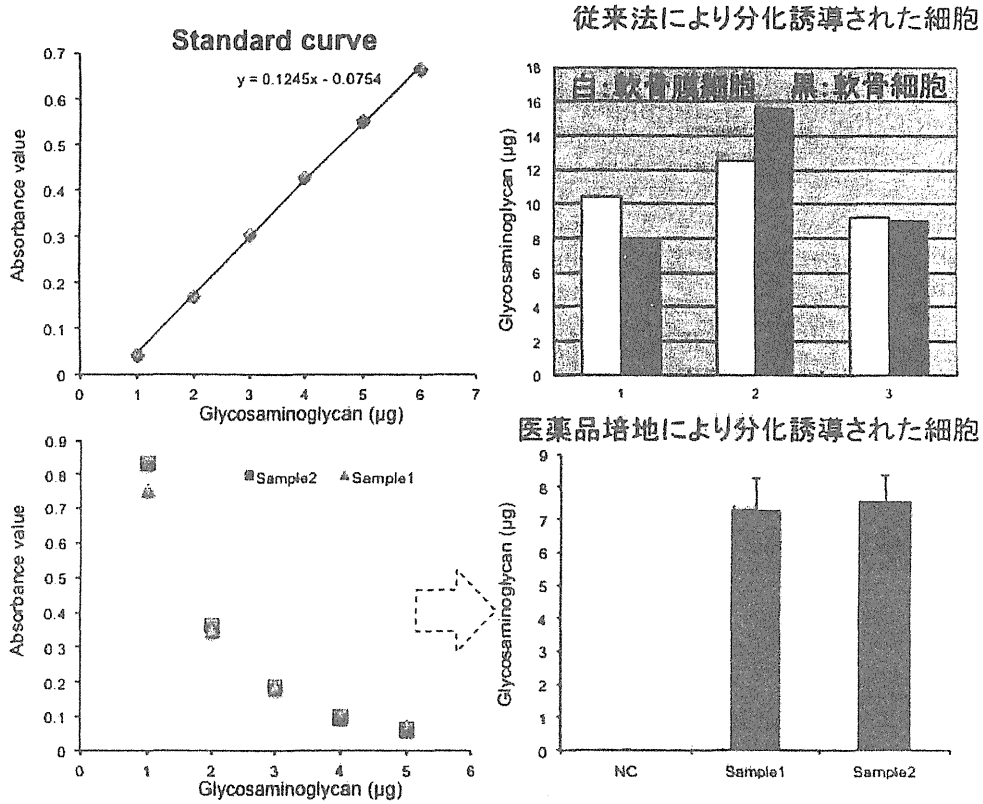 Standard curve
y = 0.1245x - 0.0754
Absorbance value
0.7
0.6
0.5
0.4
0.3
0.2
0.1
0
0 1 2 3 4 5 6 7
Glycosaminoglycan (µg)
従来法により分化誘導された細胞
白:軟骨膜細胞 黒:軟骨細胞
Glycosaminoglycan (µg)
18
16
14
12
10
8
6
4
2
0
1 2 3
Absorbance value
0.9
0.8
0.7
0.6
0.5
0.4
0.3
0.2
0.1
0
Sample2 Sample1
0 1 2 3 4 5 6
Glycosaminoglycan (µg)
医薬品培地により分化誘導された細胞
Glycosaminoglycan (µg)
9
8
7
6
5
4
3
2
1
0
NC Sample1 Sample2